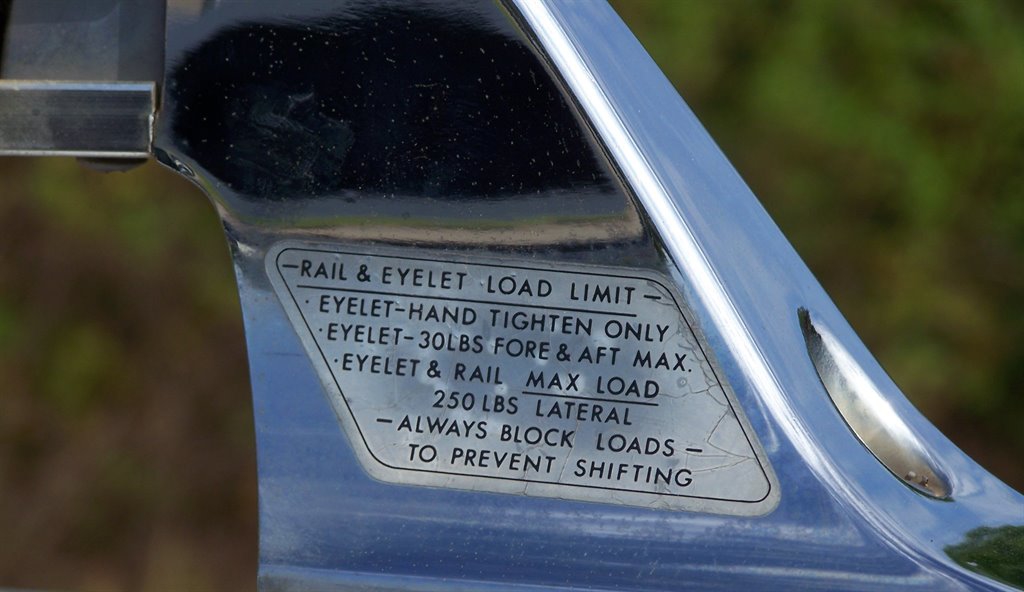 —RAIL & EYELET LOAD LIMIT—
· EYELET-HAND TIGHTEN ONLY
· EYELET-30LBS FORE & AFT MAX.
· EYELET & RAIL MAX LOAD
250 LBS LATERAL
—ALWAYS BLOCK LOADS—
TO PREVENT SHIFTING